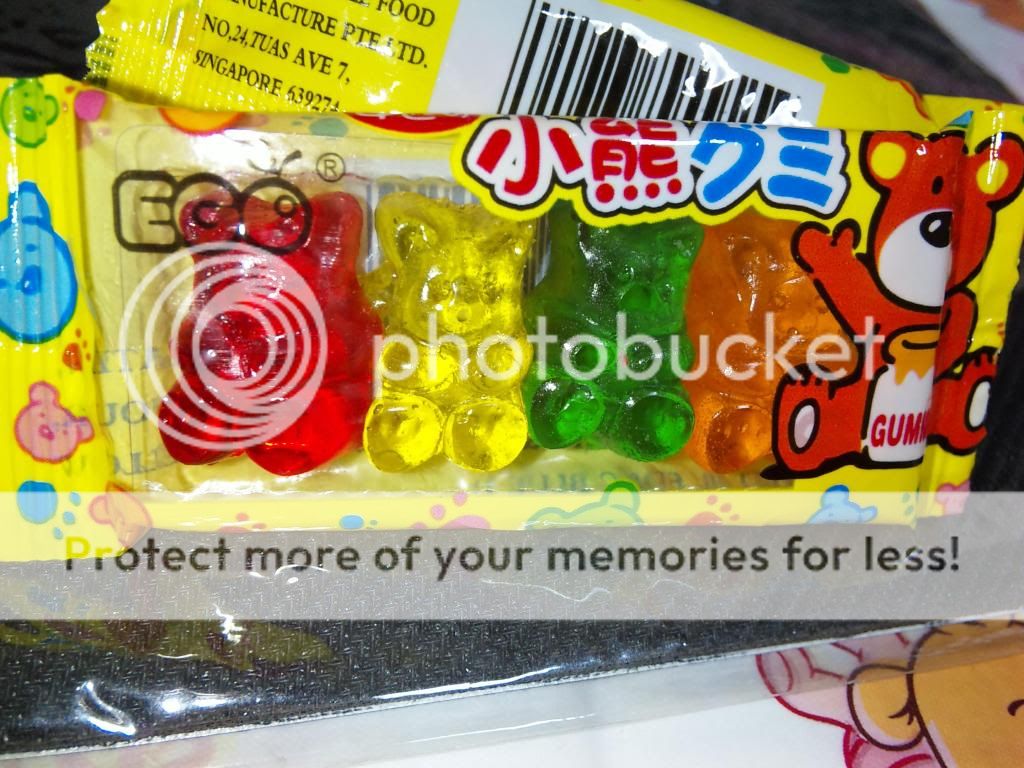 FOOD
MANUFACTURE PTE LTD.
NO,24,TUAS AVE 7,
SINGAPORE 639274
EGO®
小熊グミ
GUMM
photobucket
Protect more of your memories for less!